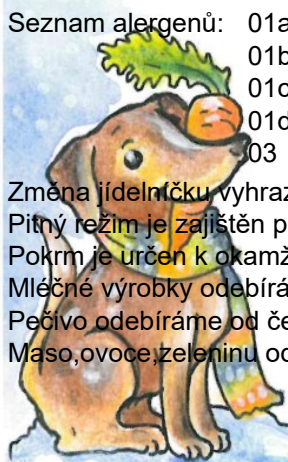 Seznam alergenů: 01a
01b
01c
01d
03
Změna jídelníčku vyhraz
Pitný režim je zajištěn p
Pokrm je určen k okamž
Mléčné výrobky odebírá
Pečivo odebíráme od če
Maso,ovoce,zeleninu od